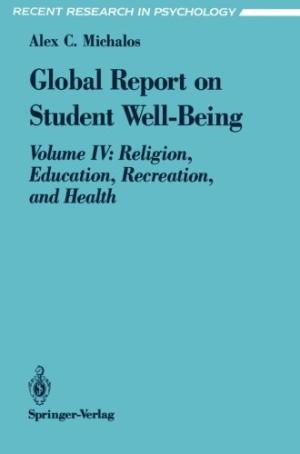 RECENT RESEARCH IN PSYCHOLOGY
Alex C. Michalos
Global Report on
Student Well-Being
Volume IV: Religion,
Education, Recreation,
and Health
Springer-Verlag